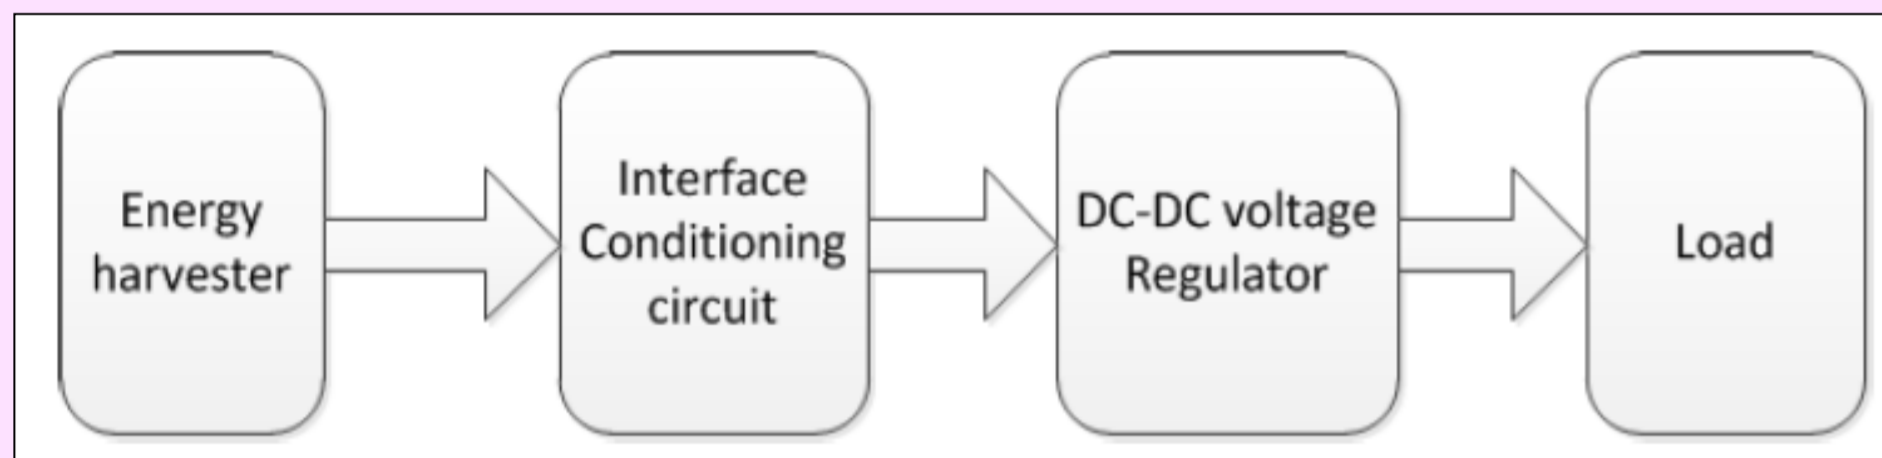 Energy
harvester
Interface
Conditioning
circuit
DC-DC voltage
Regulator
Load